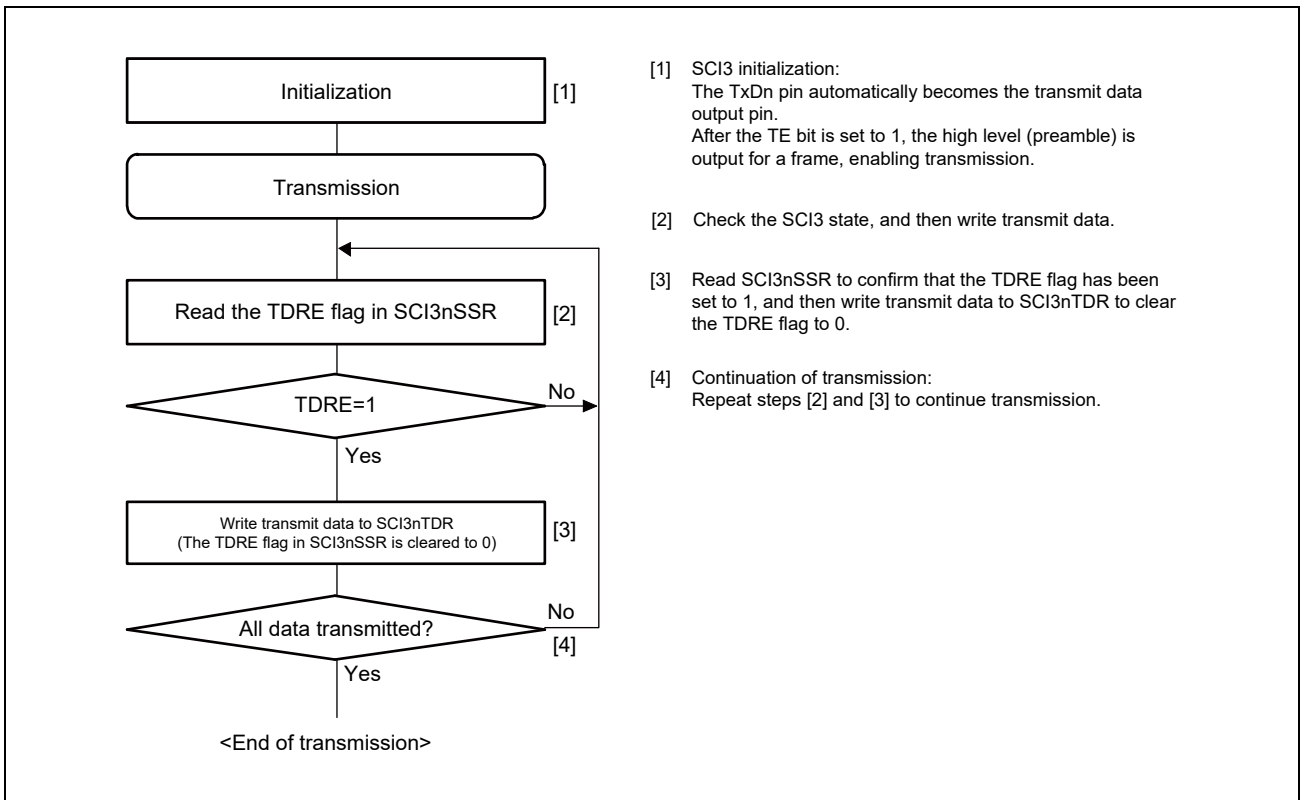 Initialization
[1]
Transmission
Read the TDRE flag in SCI3nSSR
[2]
TDRE=1
No
Yes
Write transmit data to SCI3nTDR
(The TDRE flag in SCI3nSSR is cleared to 0)
[3]
All data transmitted?
No
[4]
Yes
<End of transmission>
[1] SCI3 initialization:
The TxDn pin automatically becomes the transmit data
output pin.
After the TE bit is set to 1, the high level (preamble) is
output for a frame, enabling transmission.
[2] Check the SCI3 state, and then write transmit data.
[3] Read SCI3nSSR to confirm that the TDRE flag has been
set to 1, and then write transmit data to SCI3nTDR to clear
the TDRE flag to 0.
[4] Continuation of transmission:
Repeat steps [2] and [3] to continue transmission.